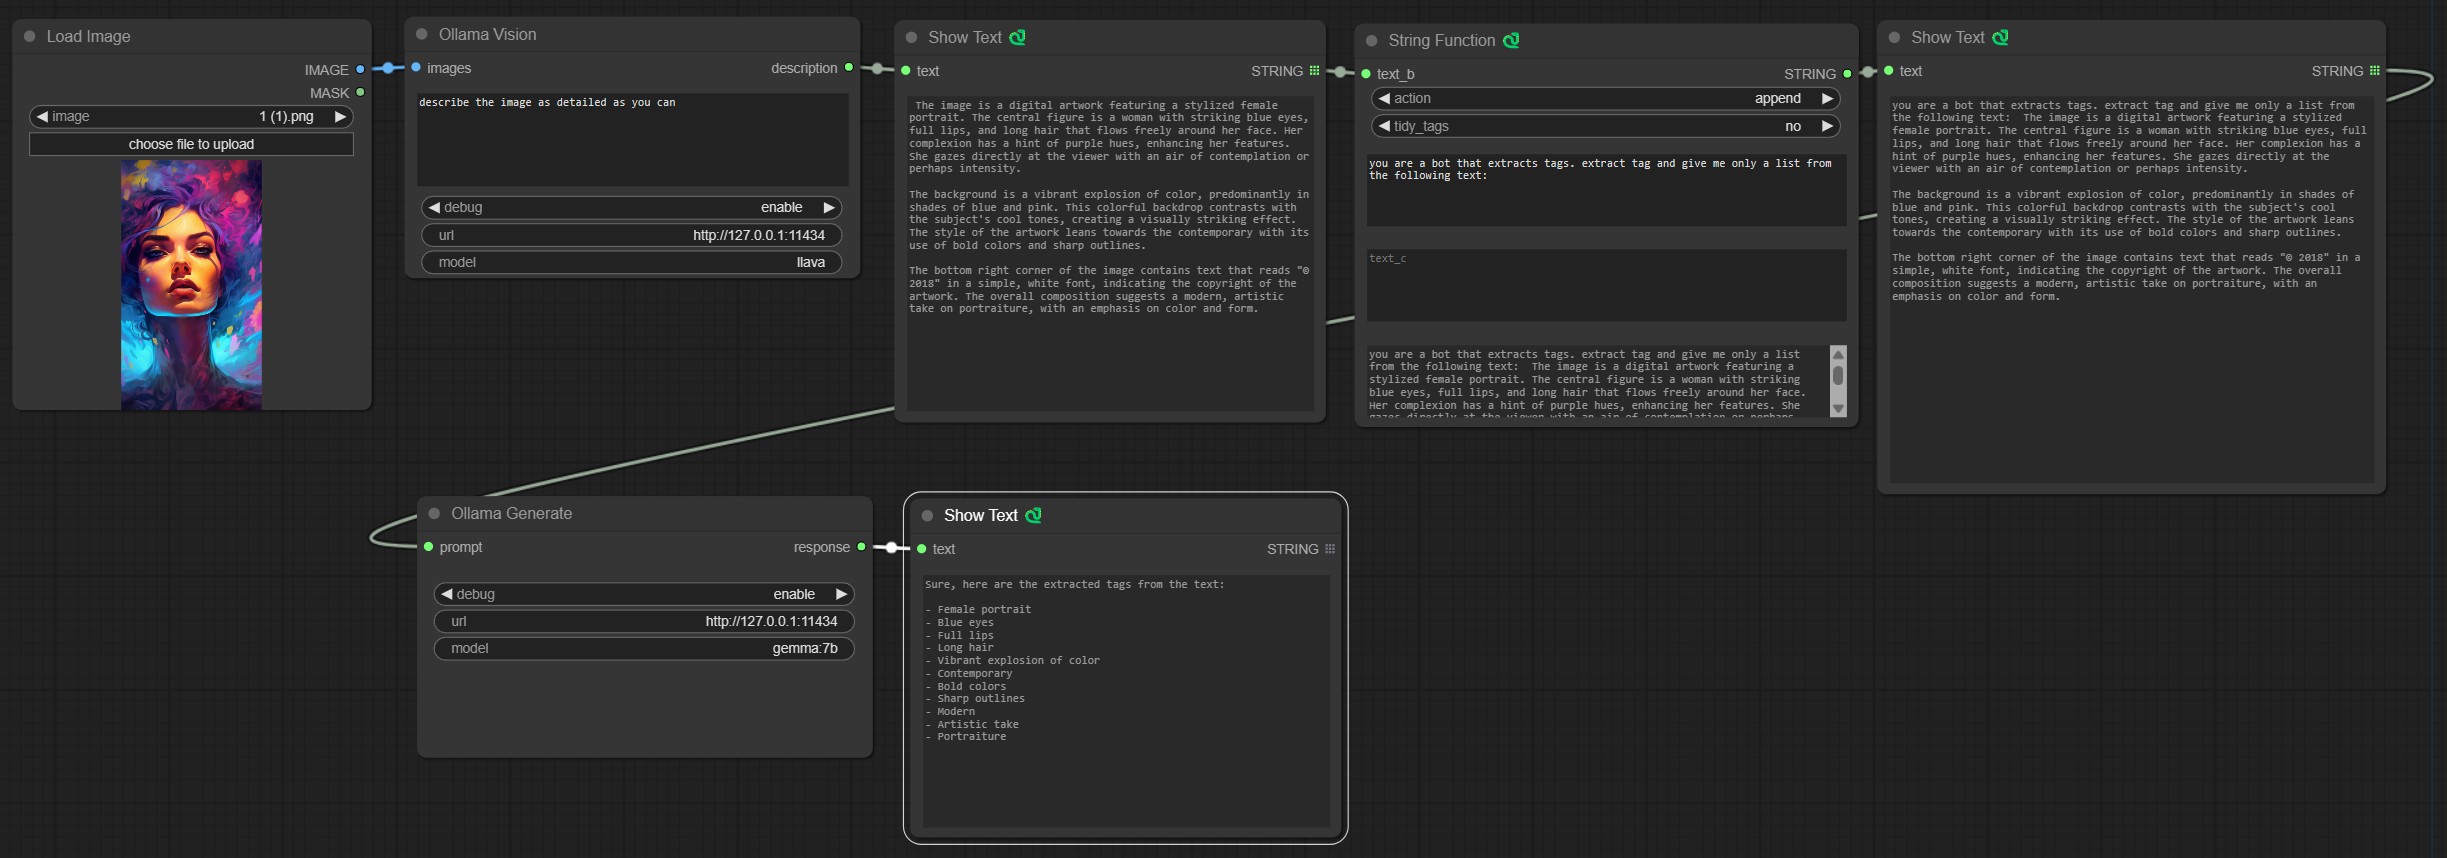 Load Image
IMAGE
MASK
image 1 (1).png
choose file to upload
Ollama Vision
images description
describe the image as detailed as you can
debug enable
url http://127.0.0.1:11434
model llava
Show Text
text STRING
The image is a digital artwork featuring a stylized female
portrait. The central figure is a woman with striking blue eyes,
full lips, and long hair that flows freely around her face. Her
complexion has a hint of purple hues, enhancing her features.
She gazes directly at the viewer with an air of contemplation or
perhaps intensity.
The background is a vibrant explosion of color, predominantly in
shades of blue and pink. This colorful backdrop contrasts with
the subject's cool tones, creating a visually striking effect.
The style of the artwork leans towards the contemporary with its
use of bold colors and sharp outlines.
The bottom right corner of the image contains text that reads "©
2018" in a simple, white font, indicating the copyright of the
artwork. The overall composition suggests a modern, artistic
take on portraiture, with an emphasis on color and form.
String Function
text_b STRING
action append
tidy_tags no
you are a bot that extracts tags. extract tag and give me only a list from
the following text:
text_c
you are a bot that extracts tags. extract tag and give me only a list
from the following text:  The image is a digital artwork featuring a
stylized female portrait. The central figure is a woman with striking
blue eyes, full lips, and long hair that flows freely around her face.
Her complexion has a hint of purple hues, enhancing her features. She
gazes directly at the viewer with an air of contemplation or perhaps
Show Text
text STRING
you are a bot that extracts tags. extract tag and give me only a list from
the following text:  The image is a digital artwork featuring a stylized
female portrait. The central figure is a woman with striking blue eyes, full
lips, and long hair that flows freely around her face. Her complexion has a
hint of purple hues, enhancing her features. She gazes directly at the
viewer with an air of contemplation or perhaps intensity.
The background is a vibrant explosion of color, predominantly in shades of
blue and pink. This colorful backdrop contrasts with the subject's cool
tones, creating a visually striking effect. The style of the artwork leans
towards the contemporary with its use of bold colors and sharp outlines.
The bottom right corner of the image contains text that reads "© 2018" in a
simple, white font, indicating the copyright of the artwork. The overall
composition suggests a modern, artistic take on portraiture, with an
emphasis on color and form.
Ollama Generate
prompt response
debug enable
url http://127.0.0.1:11434
model gemma:7b
Show Text
text STRING
Sure, here are the extracted tags from the text:
- Female portrait
- Blue eyes
- Full lips
- Long hair
- Vibrant explosion of color
- Contemporary
- Bold colors
- Sharp outlines
- Modern
- Artistic take
- Portraiture